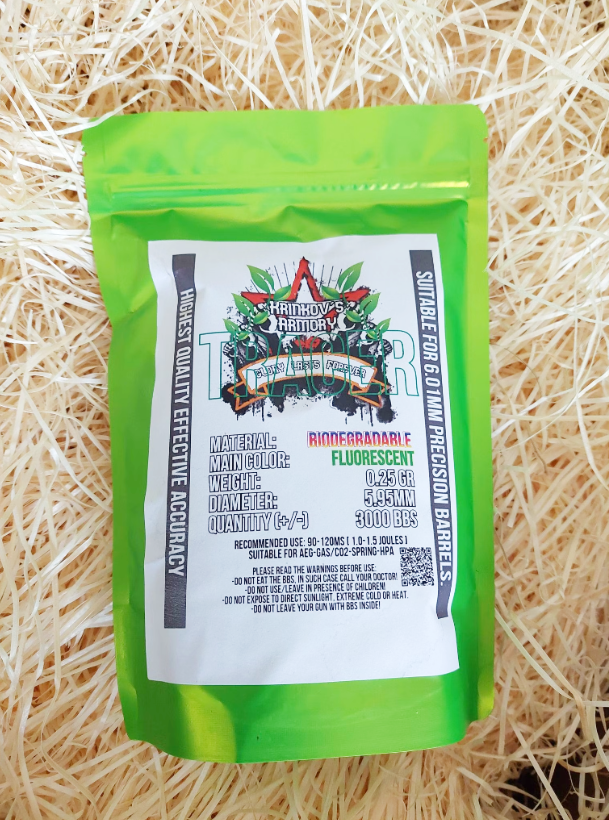 KRINKOV'S
ARMORY
TRACER
GLORY LASTS FOREVER
HIGHEST QUALITY EFFECTIVE ACCURACY
SUITABLE FOR 6.01MM PRECISION BARRELS.
MATERIAL: BIODEGRADABLE
MAIN COLOR: FLUORESCENT
WEIGHT: 0.25 GR
DIAMETER: 5.95MM
QUANTITY (+/-) 3000 BBS
RECOMMENDED USE: 90-120MS ( 1.0-1.5 JOULES )
SUITABLE FOR AEG-GAS/CO2-SPRING-HPA
PLEASE READ THE WARNINGS BEFORE USE:
-DO NOT EAT THE BBS, IN SUCH CASE CALL YOUR DOCTOR!
-DO NOT USE/LEAVE IN PRESENCE OF CHILDREN!
-DO NOT EXPOSE TO DIRECT SUNLIGHT, EXTREME COLD OR HEAT.
-DO NOT LEAVE YOUR GUN WITH BBS INSIDE!